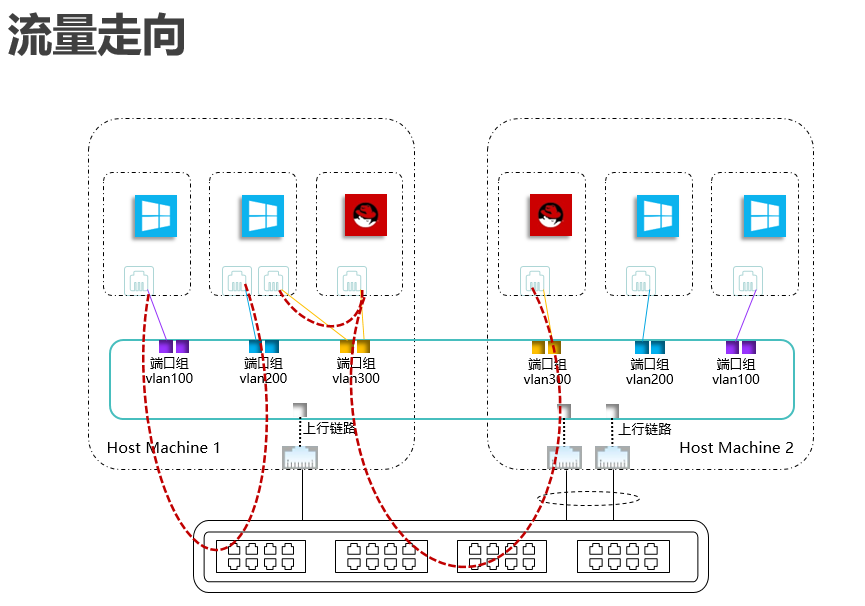 流量走向
端口组
vlan100
端口组
vlan200
端口组
vlan300
端口组
vlan300
端口组
vlan200
端口组
vlan100
上行链路
上行链路
Host Machine 1
Host Machine 2